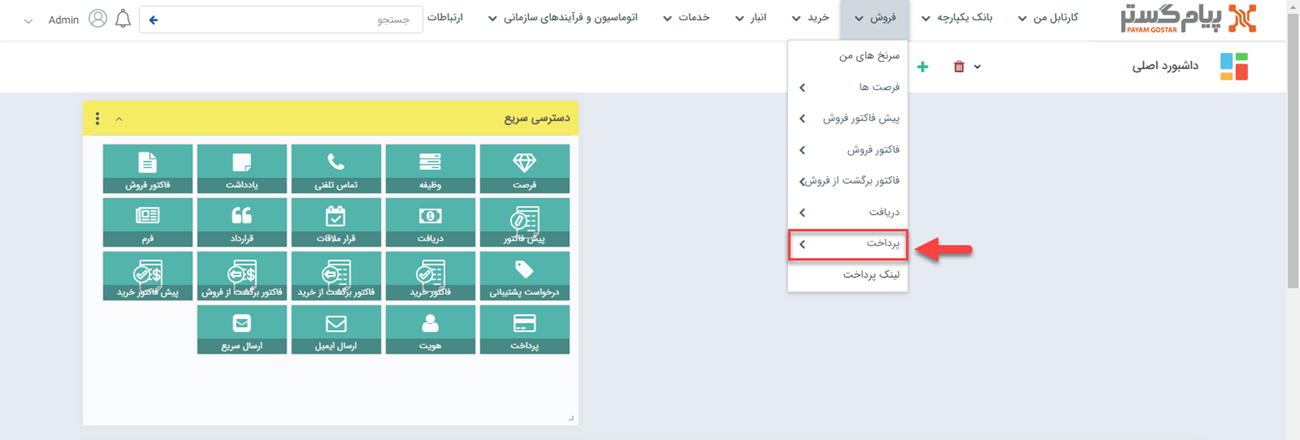 پیام گستر
PAYAM GOSTAR
کارتابل من
بانک یکپارچه
فروش
خرید
انبار
خدمات
اتوماسیون و فرآیندهای سازمانی
ارتباطات
جستجو
Admin
داشبورد اصلی
سرنخ های من
فرصت ها
پیش فاکتور فروش
فاکتور فروش
فاکتور برگشت از فروش
دریافت
پرداخت
لینک پرداخت
دسترسی سریع
فرصت
وظیفه
تماس تلفنی
یادداشت
فاکتور فروش
پیش فاکتور
دریافت
قرار ملاقات
قرارداد
فرم
درخواست پشتیبانی
فاکتور خرید
فاکتور برگشت از خرید
فاکتور برگشت از فروش
پیش فاکتور خرید
پرداخت
هویت
ارسال ایمیل
ارسال سریع